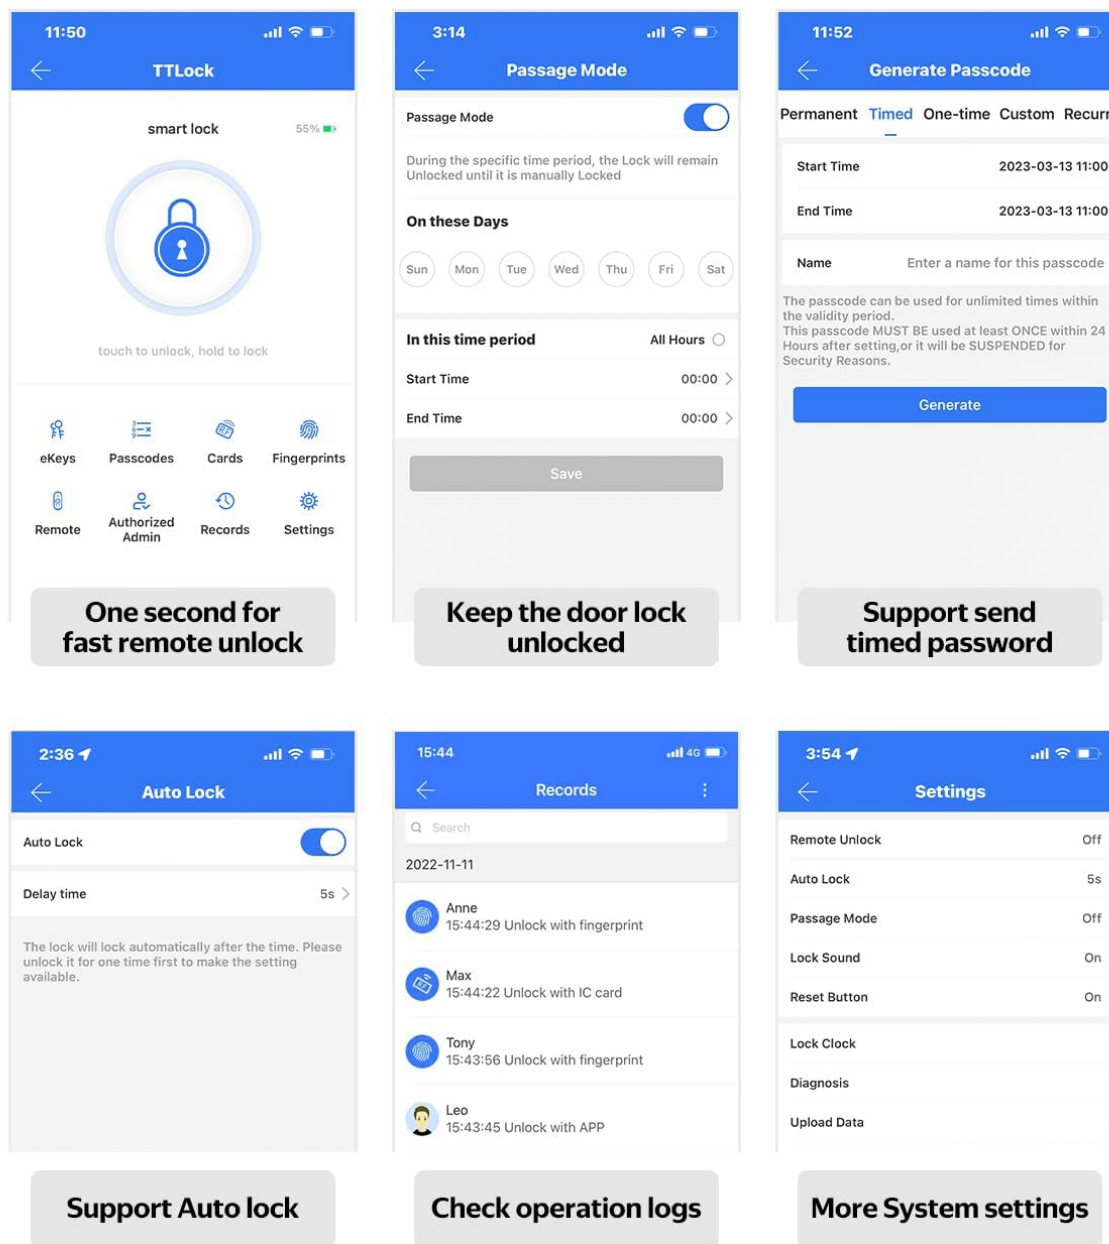 11:50
TTLock
smart lock
55%
touch to unlock, hold to lock
eKeys
Passcodes
Cards
Fingerprints
Remote
Authorized
Admin
Records
Settings
One second for
fast remote unlock
3:14
Passage Mode
Passage Mode
During the specific time period, the Lock will remain
Unlocked until it is manually Locked
On these Days
Sun Mon Tue Wed Thu Fri Sat
In this time period All Hours
Start Time 00:00
End Time 00:00
Save
Keep the door lock
unlocked
11:52
Generate Passcode
Permanent Timed One-time Custom Recurr
Start Time 2023-03-13 11:00
End Time 2023-03-13 11:00
Name Enter a name for this passcode
The passcode can be used for unlimited times within
the validity period.
This passcode MUST BE used at least ONCE within 24
Hours after setting,or it will be SUSPENDED for
Security Reasons.
Generate
Support send
timed password
2:36
Auto Lock
Auto Lock
Delay time 5s
The lock will lock automatically after the time. Please
unlock it for one time first to make the setting
available.
Support Auto lock
15:44 4G
Records
Search
2022-11-11
Anne
15:44:29 Unlock with fingerprint
Max
15:44:22 Unlock with IC card
Tony
15:43:56 Unlock with fingerprint
Leo
15:43:45 Unlock with APP
Check operation logs
3:54
Settings
Remote Unlock Off
Auto Lock 5s
Passage Mode Off
Lock Sound On
Reset Button On
Lock Clock
Diagnosis
Upload Data
More System settings